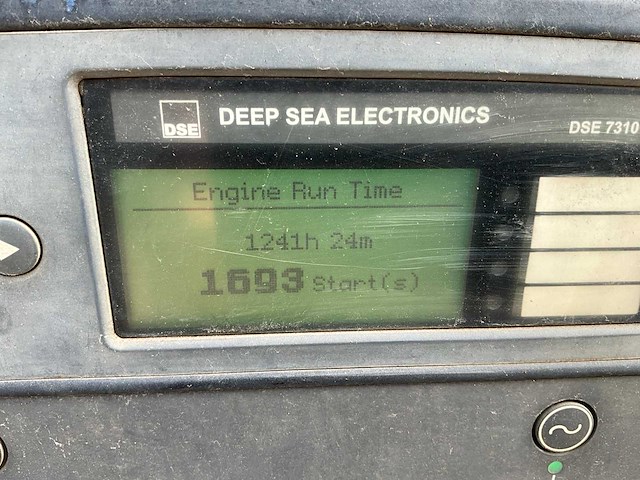 DSE DEEP SEA ELECTRONICS
DSE 7310
Engine Run Time
1241h 24m
1693 Start(s)